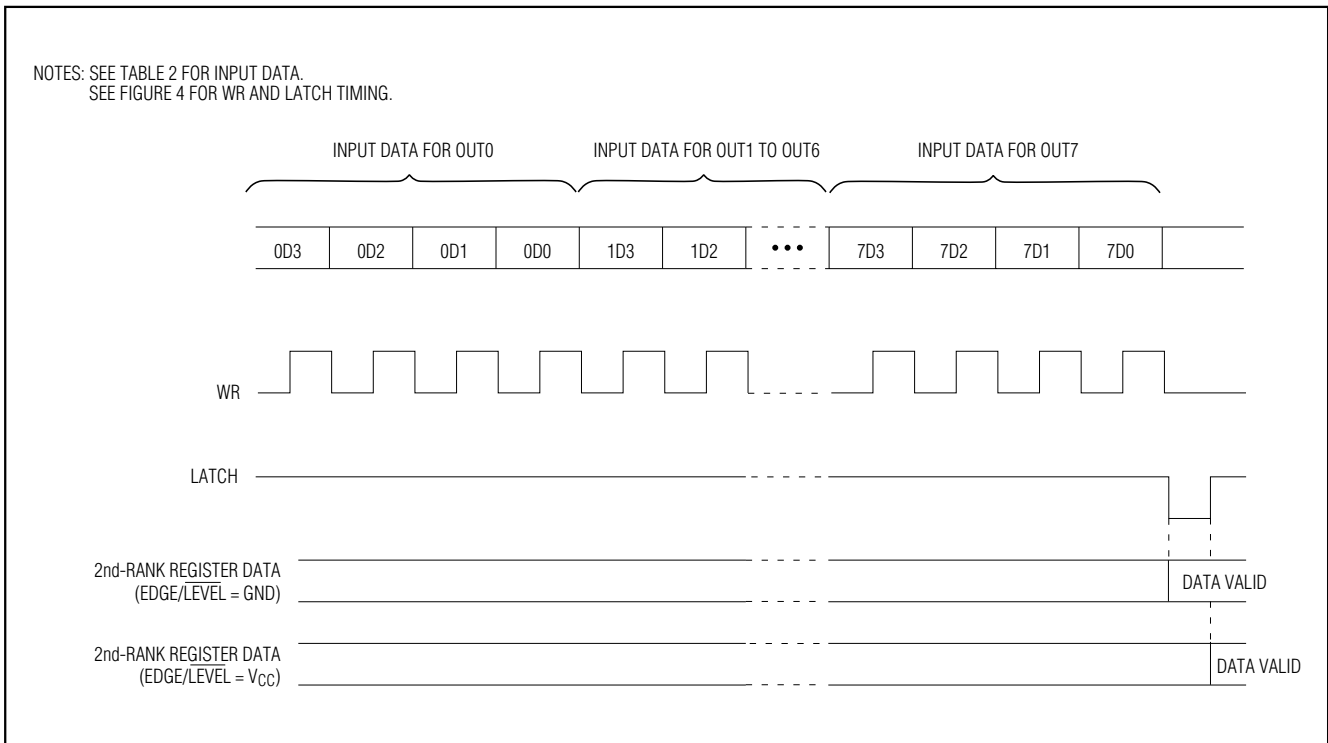 NOTES: SEE TABLE 2 FOR INPUT DATA.
SEE FIGURE 4 FOR WR AND LATCH TIMING.
INPUT DATA FOR OUT0 INPUT DATA FOR OUT1 TO OUT6 INPUT DATA FOR OUT7
0D3 0D2 0D1 0D0 1D3 1D2 ••• 7D3 7D2 7D1 7D0
WR
LATCH
2nd-RANK REGISTER DATA
(EDGE/L̅E̅V̅E̅L̅ = GND)
DATA VALID
2nd-RANK REGISTER DATA
(EDGE/L̅E̅V̅E̅L̅ = VCC)
DATA VALID